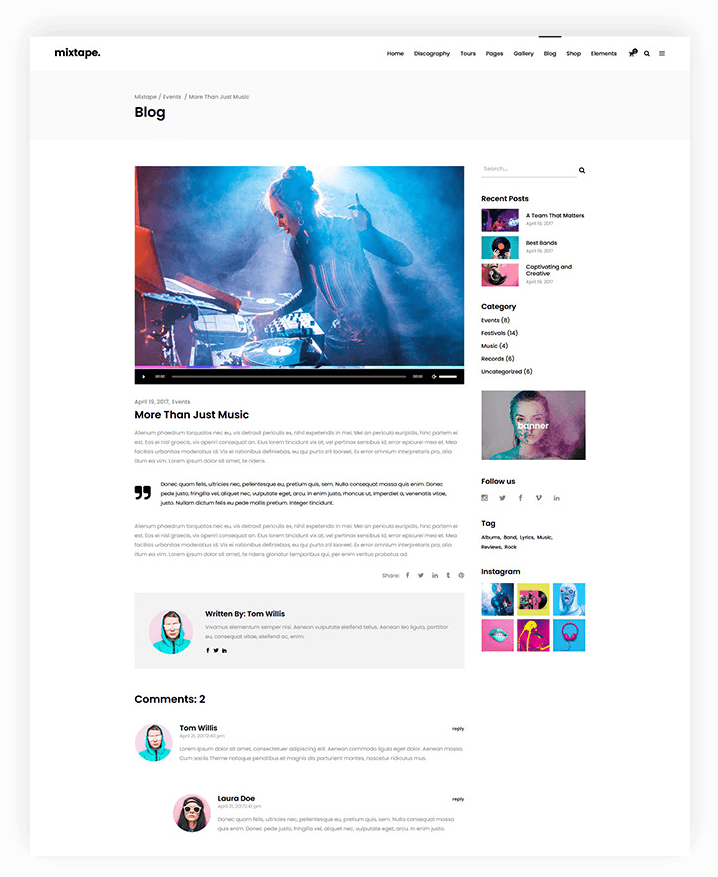 mixtape.
Home Discography Tours Pages Gallery Blog Shop Elements
Mixtape / Events / More Than Just Music
Blog
00:00 00:00
April 19, 2017, Events
More Than Just Music
Alienum phaedrum torquatos nec eu, vis detraxit periculis ex, nihil expetendis in mei. Mei an pericula euripidis, hinc partem ei
est. Eos ei nisl graecis, vix aperiri consequat an. Eius lorem tincidunt vix at, vel pertinax sensibus id, error epicurei mea et. Mea
facilisis urbanitas moderatius id. Vis ei rationibus definiebas, eu qui purto zril laoreet. Ex error omnium interpretaris pro, alia
illum ea vim. Lorem ipsum dolor sit amet, te ridens.
Donec quam felis, ultricies nec, pellentesque eu, pretium quis, sem. Nulla consequat massa quis enim. Donec
pede justo, fringilla vel, aliquet nec, vulputate eget, arcu. In enim justo, rhoncus ut, imperdiet a, venenatis vitae,
justo. Nullam dictum felis eu pede mollis pretium. Integer tincidunt.
Alienum phaedrum torquatos nec eu, vis detraxit periculis ex, nihil expetendis in mei. Mei an pericula euripidis, hinc partem ei
est. Eos ei nisl graecis, vix aperiri consequat an. Eius lorem tincidunt vix at, vel pertinax sensibus id, error epicurei mea et. Mea
facilisis urbanitas moderatius id. Vis ei rationibus definiebas, eu qui purto zril laoreet. Ex error omnium interpretaris pro, alia
illum ea vim. Lorem ipsum dolor sit amet, te ridens gloriatur temporibus qui, per enim veritus probatus ad.
Share:
Written By: Tom Willis
Vivamus elementum semper nisi. Aenean vulputate eleifend tellus. Aenean leo ligula, porttitor
eu, consequat vitae, eleifend ac, enim.
Comments: 2
Tom Willis
reply
Lorem ipsum dolor sit amet, consectetuer adipiscing elit. Aenean commodo ligula eget dolor. Aenean massa.
Cum sociis Theme natoque penatibus et magnis dis parturient montes, nascetur ridiculus mus.
Laura Doe
reply
Donec quam felis, ultricies nec, pellentesque eu, pretium quis, sem. Nulla consequat massa
quis enim. Donec pede justo, fringilla vel, aliquet nec, vulputate eget, arcu. In enim justo.
Search...
Recent Posts
A Team That Matters
April 19, 2017
Best Bands
April 19, 2017
Captivating and
Creative
April 19, 2017
Category
Events (8)
Festivals (14)
Music (4)
Records (6)
Uncategorized (6)
banner
Follow us
Tag
Albums, Band, Lyrics, Music,
Reviews, Rock
Instagram